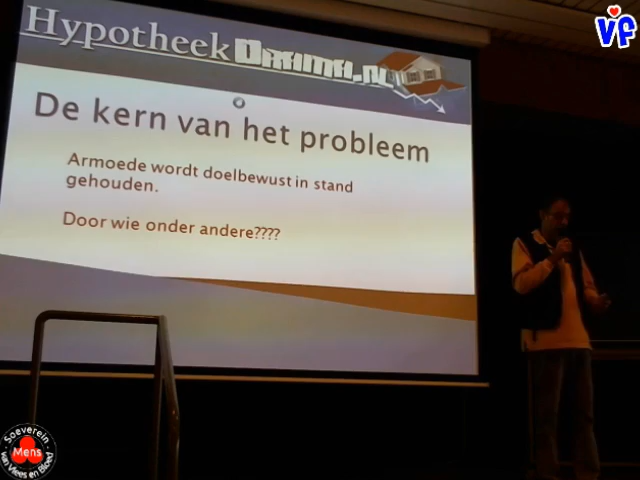 HypotheekDrama.nl
De kern van het probleem
Armoede wordt doelbewust in stand
gehouden.
Door wie onder andere????
VF
Soeverein
Mens
van Vlees en Bloed